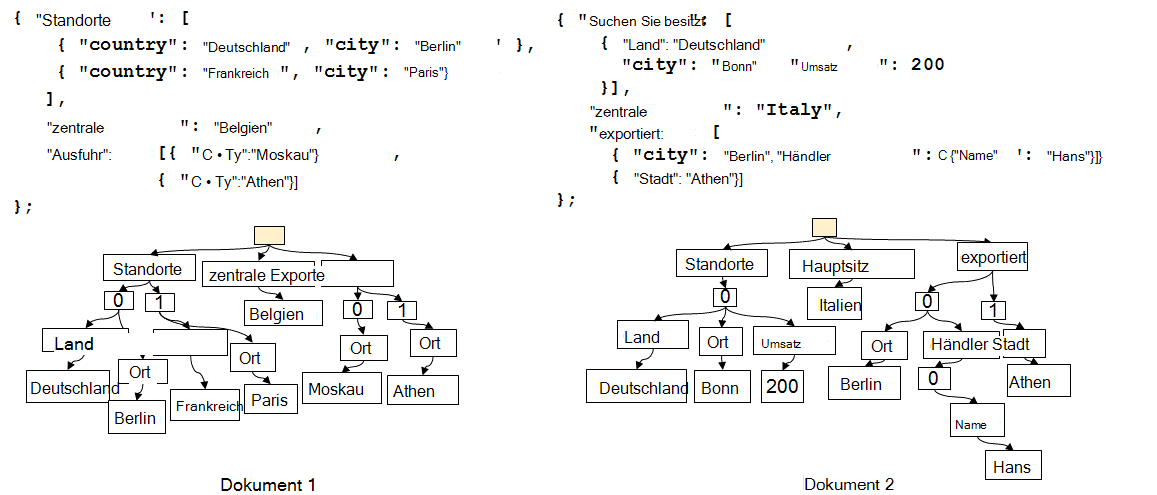 { "Standorte ': [
{ "country": "Deutschland" , "city": "Berlin" ' },
{ "country": "Frankreich ", "city": "Paris"}
],
"zentrale ": "Belgien" ,
"Ausfuhr": [{ "C • Ty":"Moskau"} ,
{ "C • Ty":"Athen"}]
};
Standorte
zentrale Exporte
0
1
Belgien
0
1
Land
Ort
Ort
Ort
Ort
Deutschland
Berlin
Frankreich
Paris
Moskau
Athen
Dokument 1
{ "Suchen Sie besitzt": [
{ "Land": "Deutschland" ,
"city": "Bonn" "Umsatz ": 200
}],
"zentrale ": "Italy",
"exportiert: [
{ "city": "Berlin", "Händler ": C {"Name" ': "Hans"}]}
{ "Stadt": "Athen"}]
};
Standorte
Hauptsitz
exportiert
0
Italien
0
1
Land
Ort
Umsatz
Ort
Händler Stadt
Deutschland
Bonn
200
Berlin
0
Athen
Name
Hans
Dokument 2